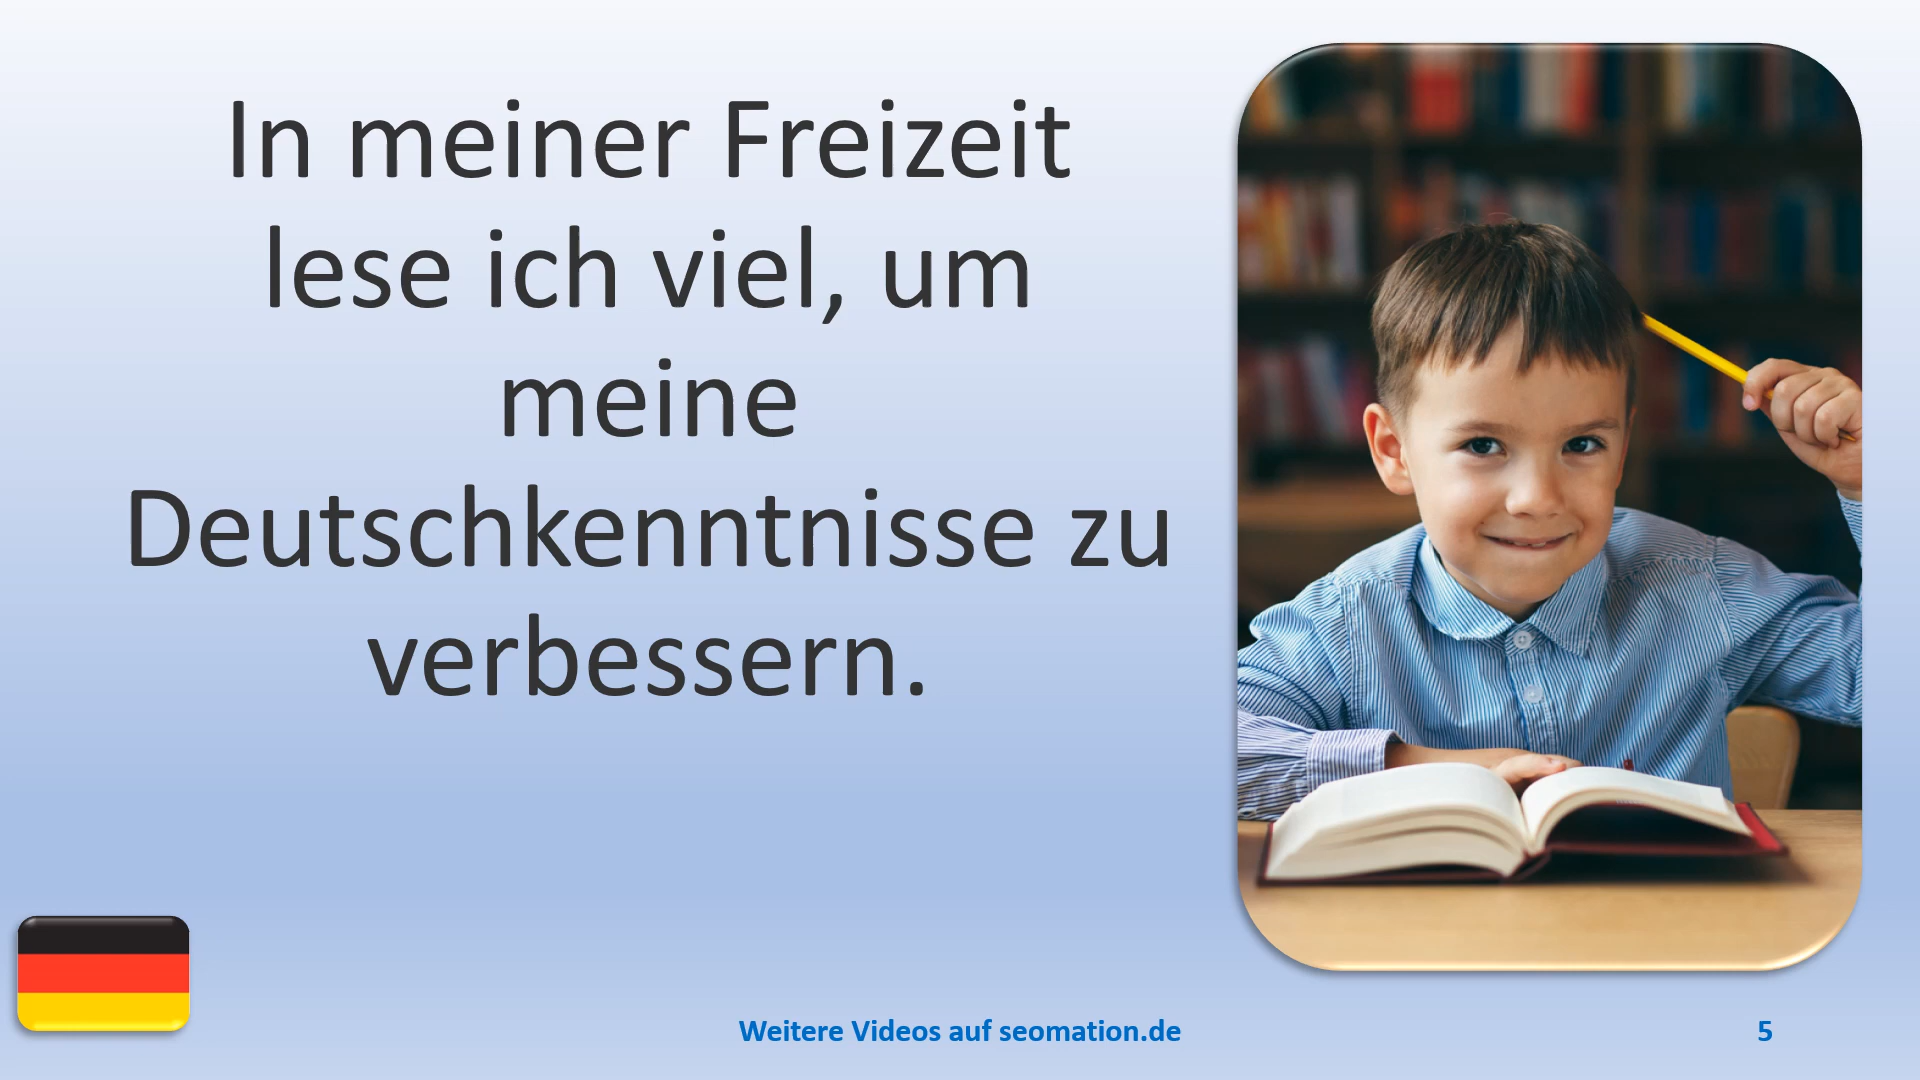 In meiner Freizeit
lese ich viel, um
meine
Deutschkenntnisse zu
verbessern.
Weitere Videos auf seomation.de
5